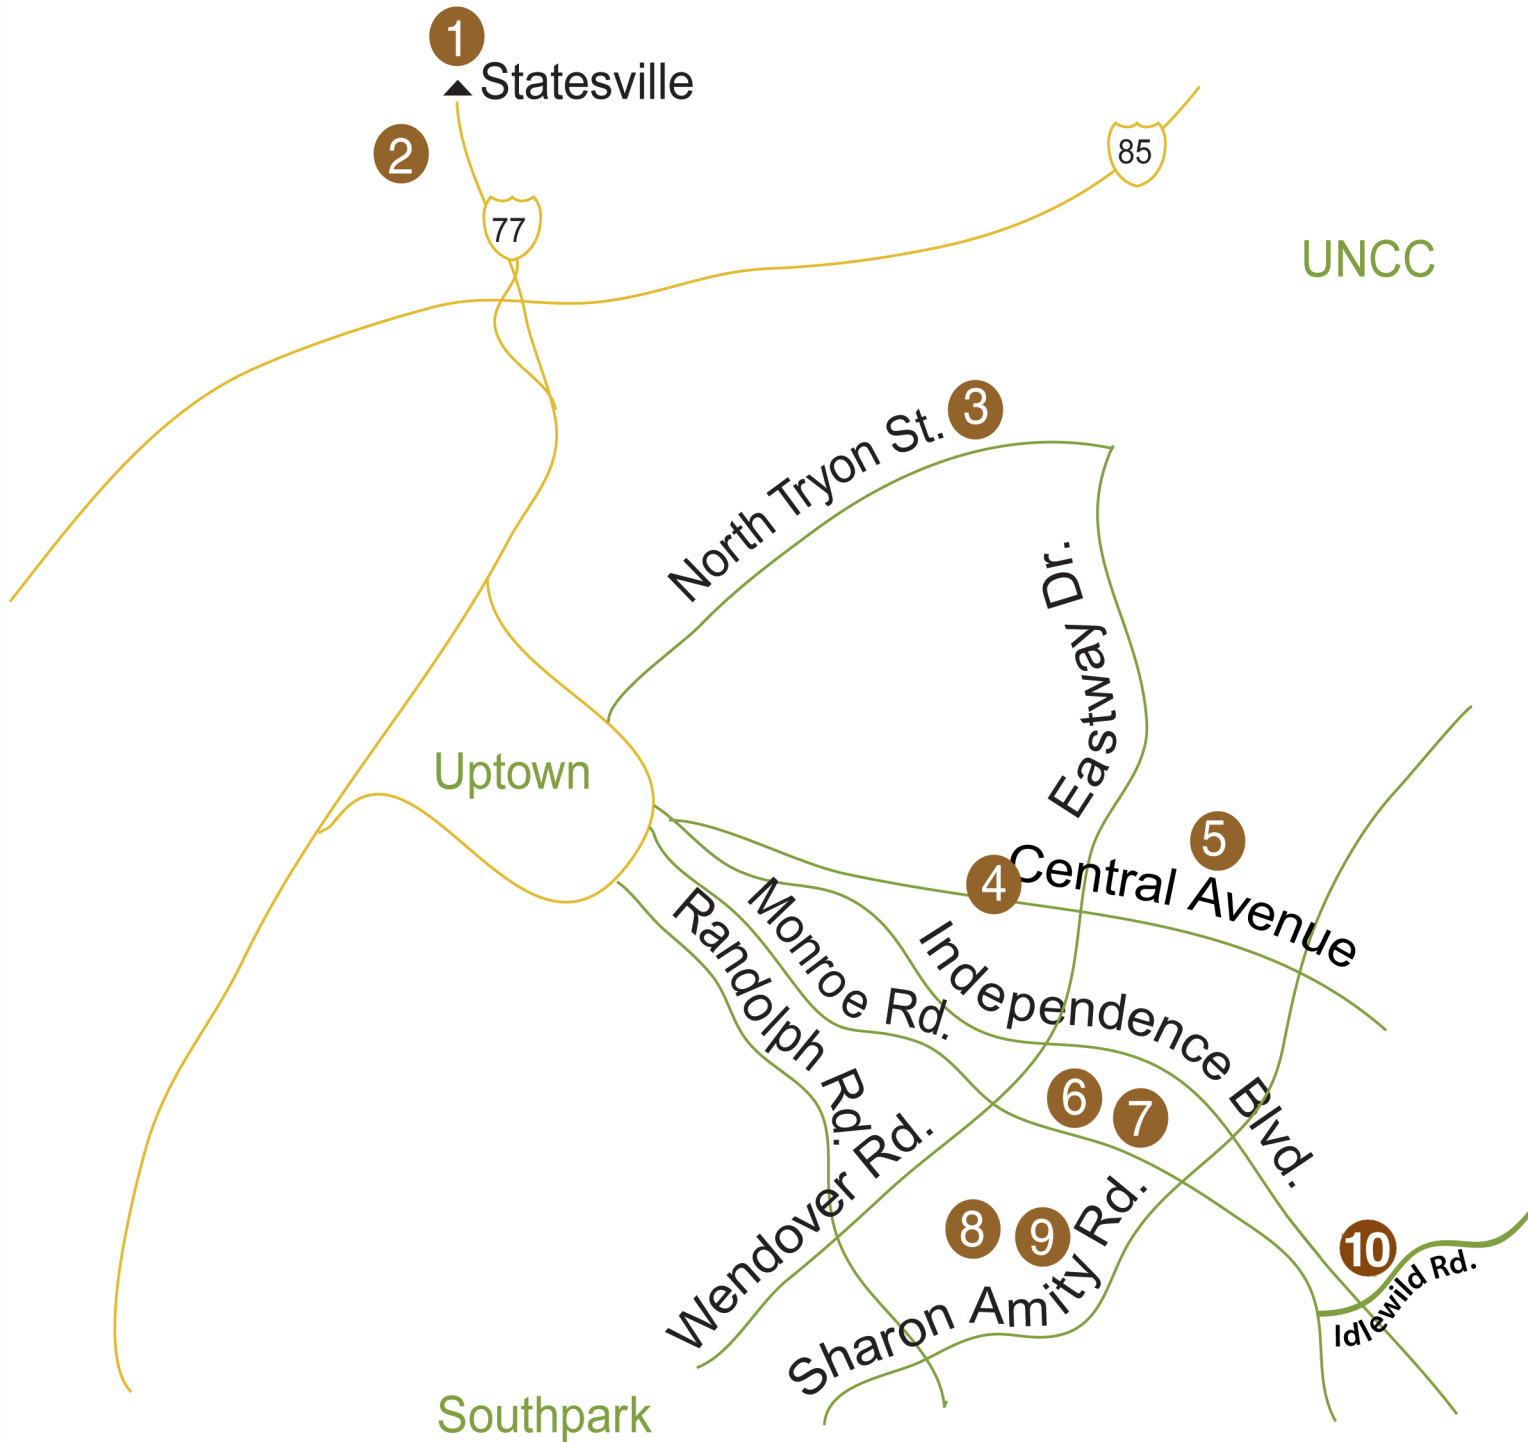 1
Statesville
2
85
77
UNCC
3
North Tryon St.
Eastway Dr.
Uptown
5
4
Central Avenue
Independence Blvd.
Monroe Rd.
Randolph Rd.
6
7
Wendover Rd.
8
9
Sharon Amity Rd.
10
Idlewild Rd.
Southpark